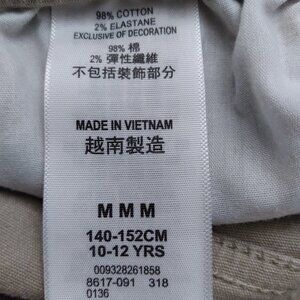 98% COTTON
2% ELASTANE
EXCLUSIVE OF DECORATION
98% 棉
2% 彈性纖維
不包括裝飾部分
MADE IN VIETNAM
越南製造
M M M
140-152CM
10-12 YRS
009328261858
8617-091 318
0136